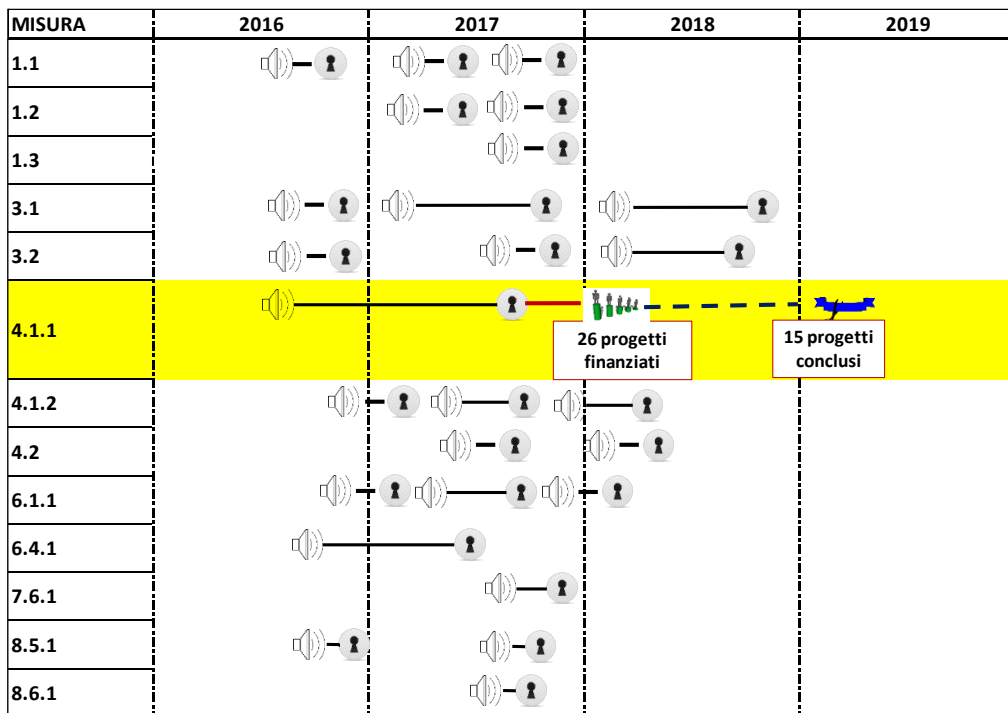 MISURA 2016 2017 2018 2019
1.1
1.2
1.3
3.1
3.2
4.1.1
26 progetti
finanziati
15 progetti
conclusi
4.1.2
4.2
6.1.1
6.4.1
7.6.1
8.5.1
8.6.1